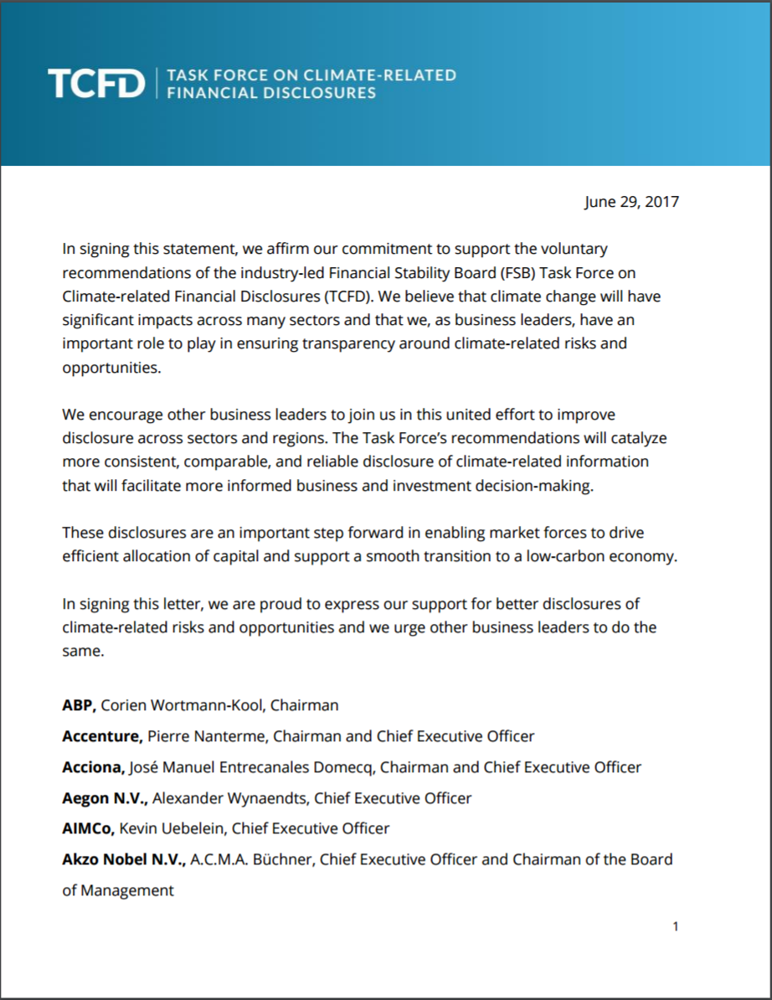 TCFD
TASK FORCE ON CLIMATE-RELATED
FINANCIAL DISCLOSURES
June 29, 2017
In signing this statement, we affirm our commitment to support the voluntary
recommendations of the industry-led Financial Stability Board (FSB) Task Force on
Climate-related Financial Disclosures (TCFD). We believe that climate change will have
significant impacts across many sectors and that we, as business leaders, have an
important role to play in ensuring transparency around climate-related risks and
opportunities.
We encourage other business leaders to join us in this united effort to improve
disclosure across sectors and regions. The Task Force’s recommendations will catalyze
more consistent, comparable, and reliable disclosure of climate-related information
that will facilitate more informed business and investment decision-making.
These disclosures are an important step forward in enabling market forces to drive
efficient allocation of capital and support a smooth transition to a low-carbon economy.
In signing this letter, we are proud to express our support for better disclosures of
climate-related risks and opportunities and we urge other business leaders to do the
same.
ABP, Corien Wortmann-Kool, Chairman
Accenture, Pierre Nanterme, Chairman and Chief Executive Officer
Acciona, José Manuel Entrecanales Domecq, Chairman and Chief Executive Officer
Aegon N.V., Alexander Wynaendts, Chief Executive Officer
AIMCo, Kevin Uebelein, Chief Executive Officer
Akzo Nobel N.V., A.C.M.A. Büchner, Chief Executive Officer and Chairman of the Board
of Management
1